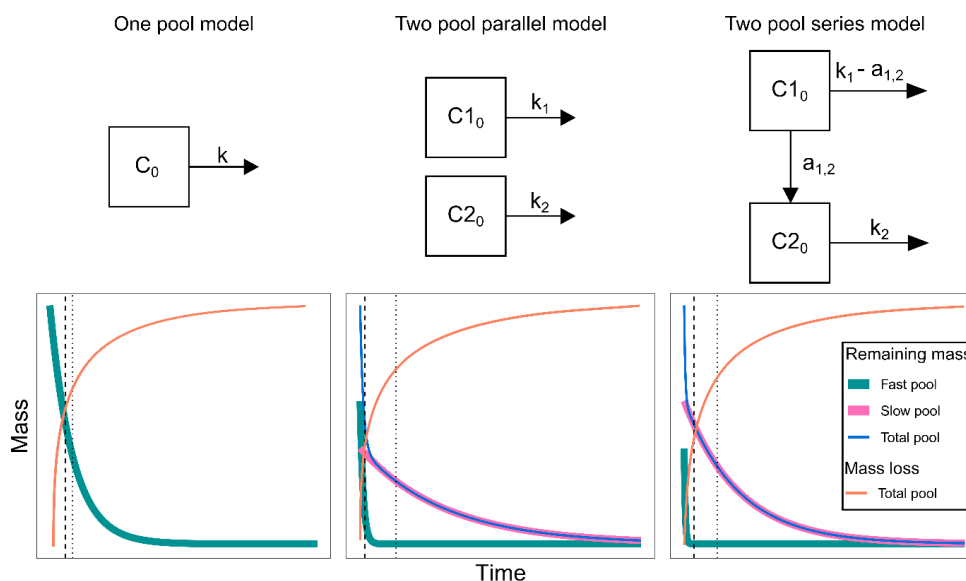 One pool model
Two pool parallel model
Two pool series model
C₀
k
C1₀
k₁
C2₀
k₂
C1₀
k₁ - a₁,₂
a₁,₂
C2₀
k₂
Mass
Remaining mass
Fast pool
Slow pool
Total pool
Mass loss
Total pool
Time